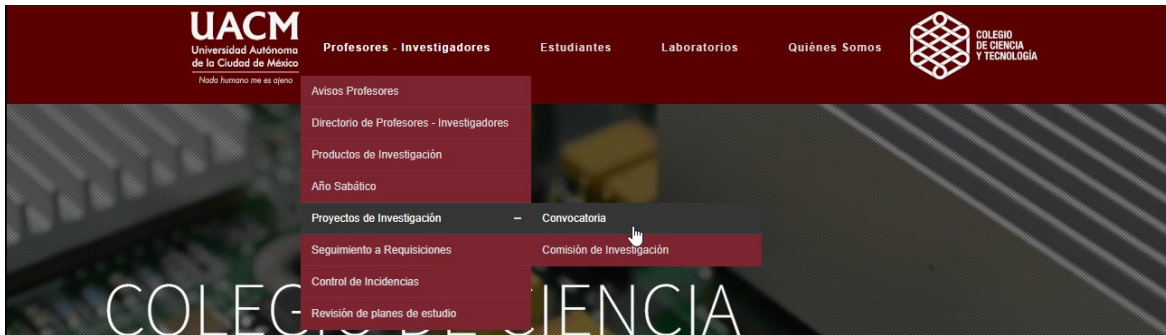 UACM
Universidad Autónoma
de la Ciudad de México
Nada humano me es ajeno
Profesores - Investigadores
Estudiantes
Laboratorios
Quiénes Somos
COLEGIO
DE CIENCIA
Y TECNOLOGÍA
Avisos Profesores
Directorio de Profesores - Investigadores
Productos de Investigación
Año Sabático
Proyectos de Investigación –
Convocatoria
Seguimiento a Requisiciones
Comisión de Investigación
Control de Incidencias
Revisión de planes de estudio
COLEG DE CIENCIA